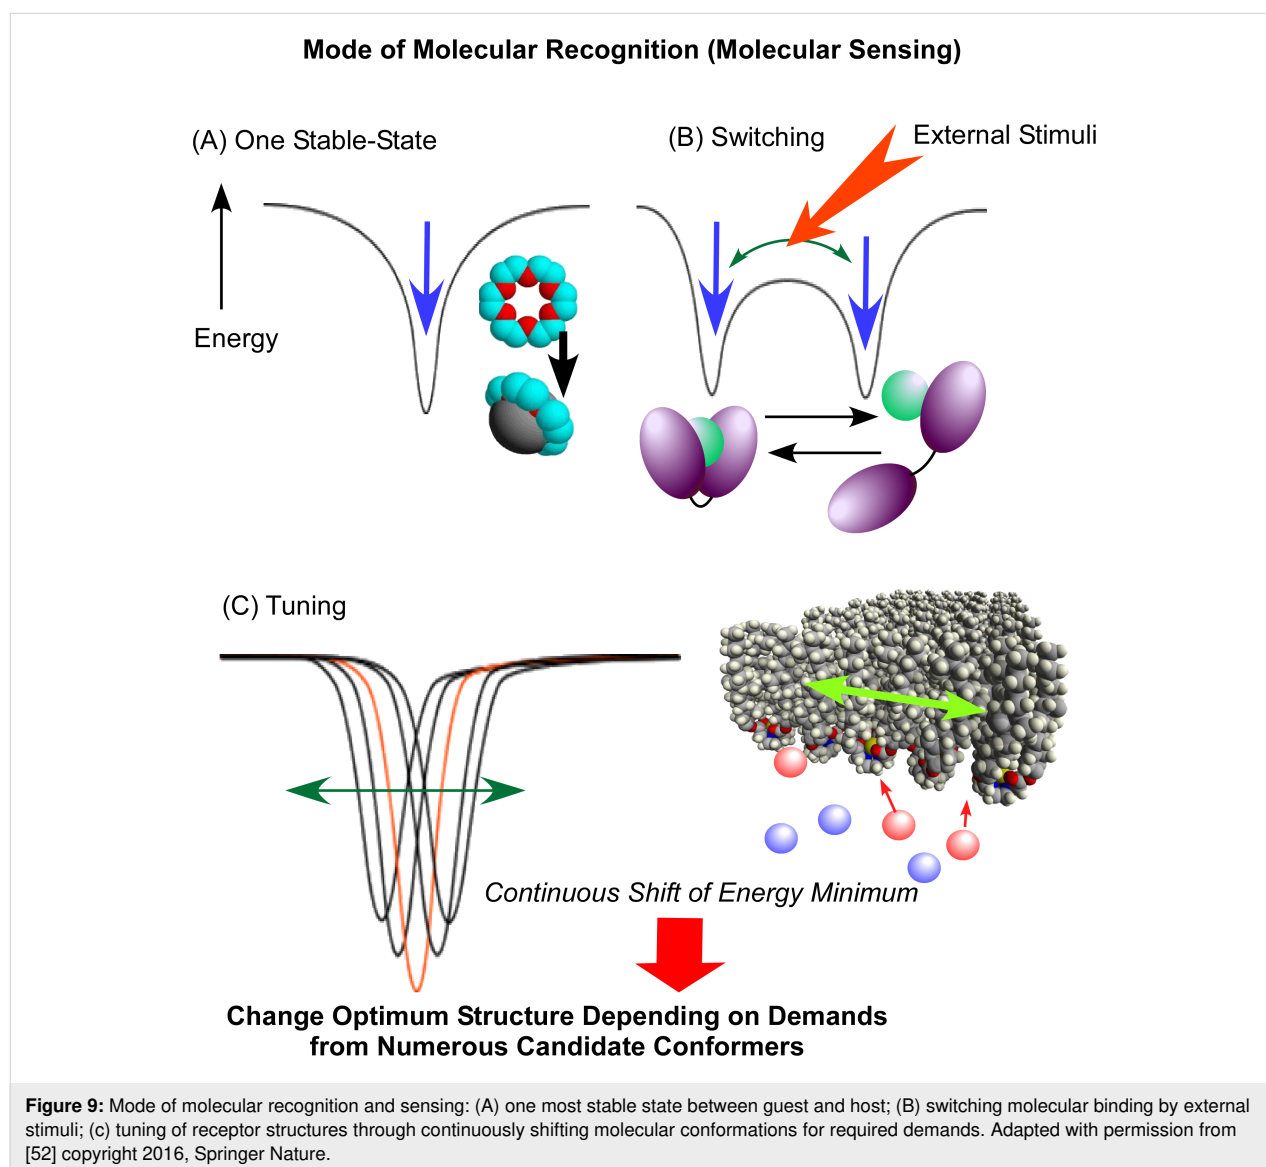 Mode of Molecular Recognition (Molecular Sensing)
(A) One Stable-State
(B) Switching
External Stimuli
Energy
(C) Tuning
Continuous Shift of Energy Minimum
Change Optimum Structure Depending on Demands
from Numerous Candidate Conformers
Figure 9: Mode of molecular recognition and sensing: (A) one most stable state between guest and host; (B) switching molecular binding by external
stimuli; (c) tuning of receptor structures through continuously shifting molecular conformations for required demands. Adapted with permission from
[52] copyright 2016, Springer Nature.